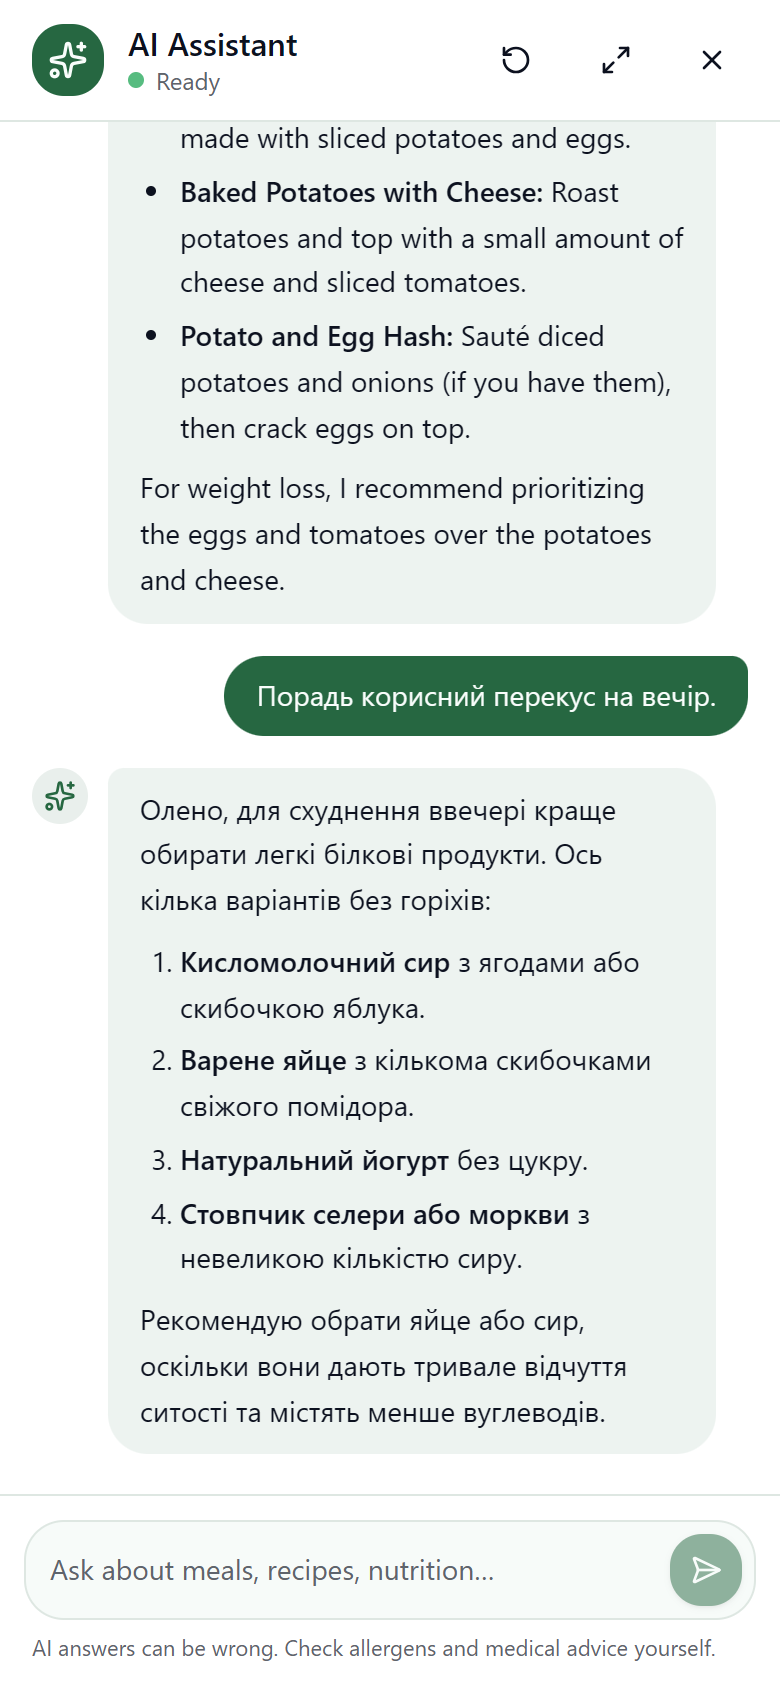 AI Assistant
Ready
made with sliced potatoes and eggs.
• Baked Potatoes with Cheese: Roast
potatoes and top with a small amount of
cheese and sliced tomatoes.
• Potato and Egg Hash: Sauté diced
potatoes and onions (if you have them),
then crack eggs on top.
For weight loss, I recommend prioritizing
the eggs and tomatoes over the potatoes
and cheese.
Порадь корисний перекус на вечір.
Олено, для схуднення ввечері краще
обирати легкі білкові продукти. Ось
кілька варіантів без горіхів:
1. Кисломолочний сир з ягодами або
скибочкою яблука.
2. Варене яйце з кількома скибочками
свіжого помідора.
3. Натуральний йогурт без цукру.
4. Стовпчик селери або моркви з
невеликою кількістю сиру.
Рекомендую обрати яйце або сир,
оскільки вони дають тривале відчуття
ситості та містять менше вуглеводів.
Ask about meals, recipes, nutrition...
AI answers can be wrong. Check allergens and medical advice yourself.